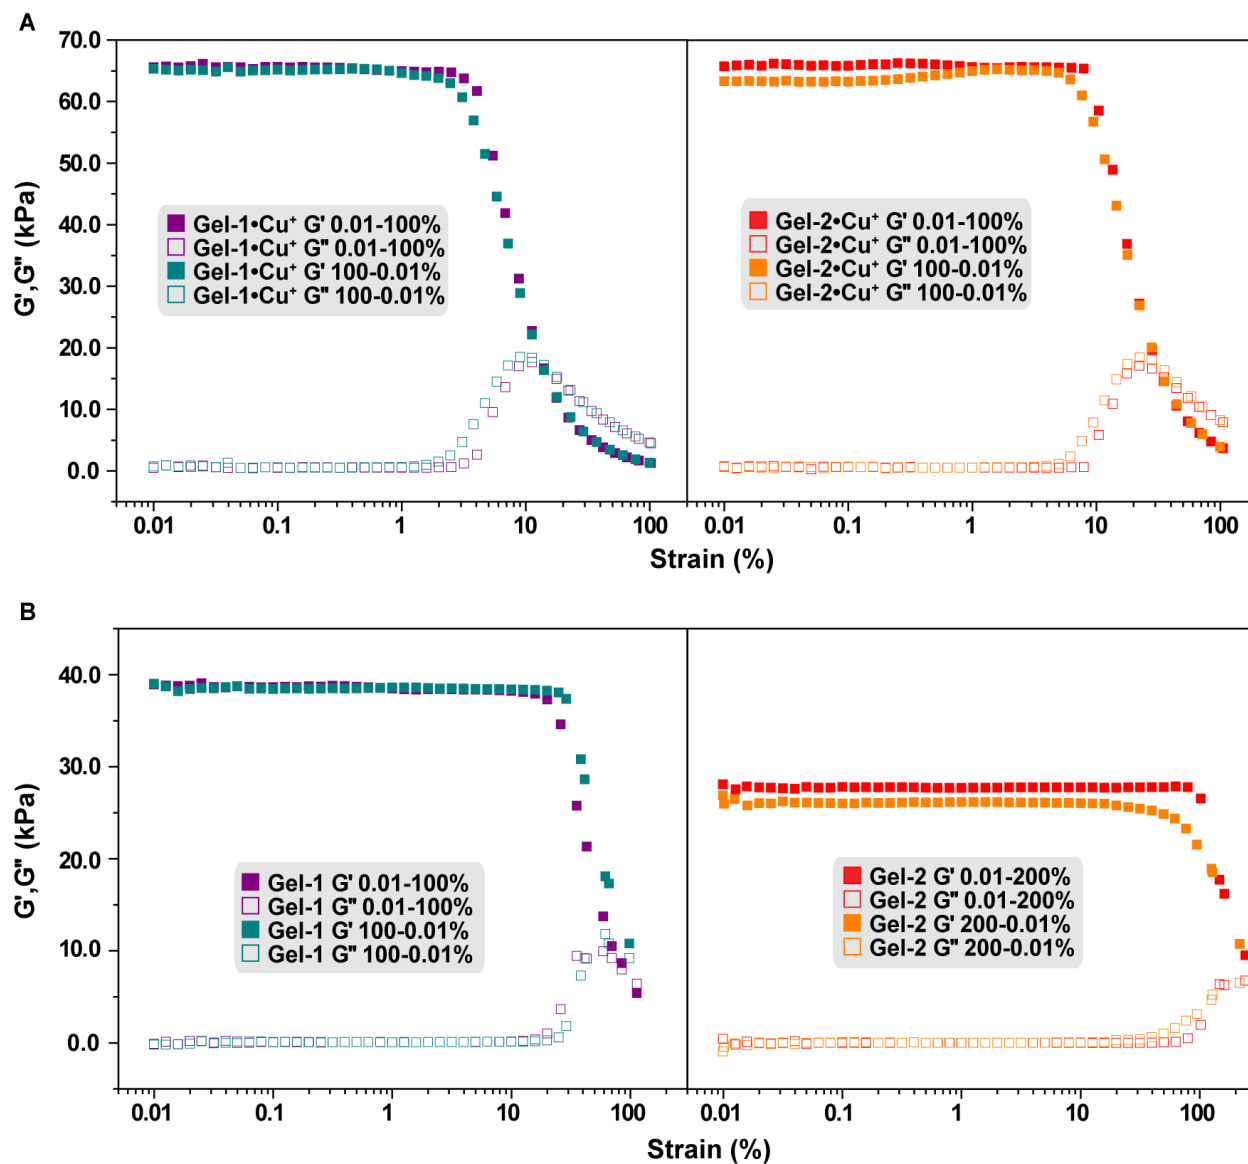 A
70.0
60.0
50.0
40.0
30.0
20.0
10.0
0.0
G',G'' (kPa)
Gel-1•Cu⁺ G' 0.01-100%
Gel-1•Cu⁺ G'' 0.01-100%
Gel-1•Cu⁺ G' 100-0.01%
Gel-1•Cu⁺ G'' 100-0.01%
Gel-2•Cu⁺ G' 0.01-100%
Gel-2•Cu⁺ G'' 0.01-100%
Gel-2•Cu⁺ G' 100-0.01%
Gel-2•Cu⁺ G'' 100-0.01%
0.01 0.1 1 10 100 0.01 0.1 1 10 100
Strain (%)
B
40.0
30.0
20.0
10.0
0.0
G',G'' (kPa)
Gel-1 G' 0.01-100%
Gel-1 G'' 0.01-100%
Gel-1 G' 100-0.01%
Gel-1 G'' 100-0.01%
Gel-2 G' 0.01-200%
Gel-2 G'' 0.01-200%
Gel-2 G' 200-0.01%
Gel-2 G'' 200-0.01%
0.01 0.1 1 10 100 0.01 0.1 1 10 100
Strain (%)